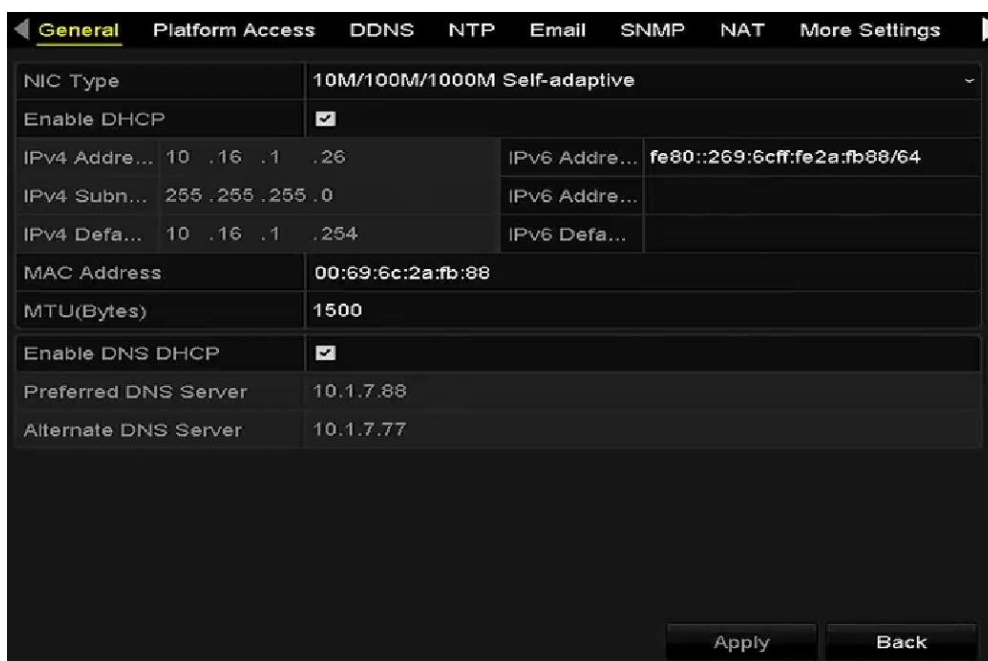 General Platform Access DDNS NTP Email SNMP NAT More Settings
NIC Type 10M/100M/1000M Self-adaptive
Enable DHCP
IPv4 Addre... 10 .16 .1 .26 IPv6 Addre... fe80::269:6cff:fe2a:fb88/64
IPv4 Subn... 255.255.255.0 IPv6 Addre...
IPv4 Defa... 10 .16 .1 .254 IPv6 Defa...
MAC Address 00:69:6c:2a:fb:88
MTU(Bytes) 1500
Enable DNS DHCP
Preferred DNS Server 10.1.7.88
Alternate DNS Server 10.1.7.77
Apply Back